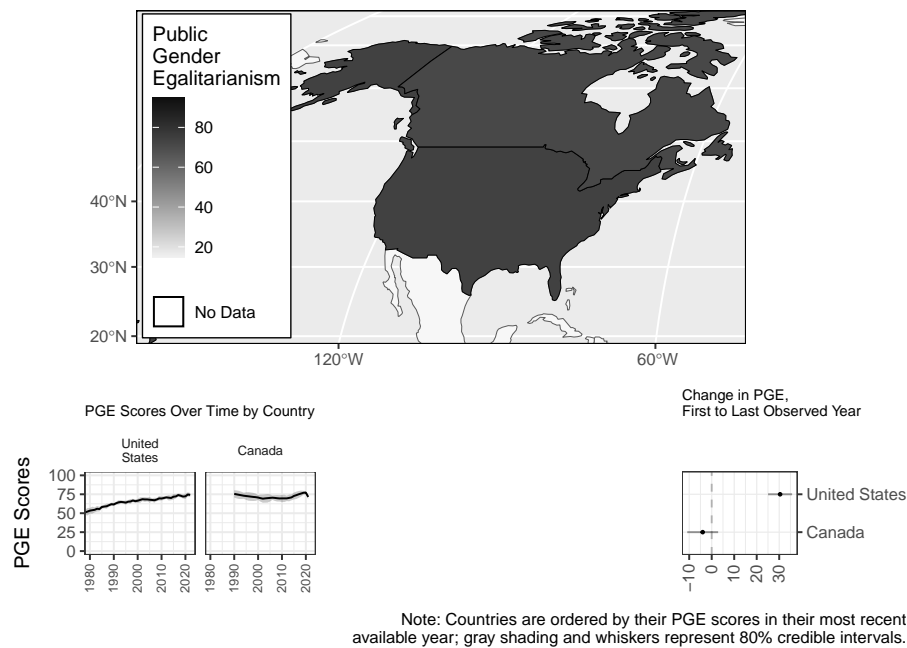 Public
Gender
Egalitarianism
80
60
40
20
No Data
40°N
30°N
20°N
120°W
60°W
PGE Scores Over Time by Country
Change in PGE,
First to Last Observed Year
United
States
Canada
PGE Scores
100
75
50
25
0
1980
1990
2000
2010
2020
1980
1990
2000
2010
2020
United States
Canada
−10
0
10
20
30
Note: Countries are ordered by their PGE scores in their most recent
available year; gray shading and whiskers represent 80% credible intervals.